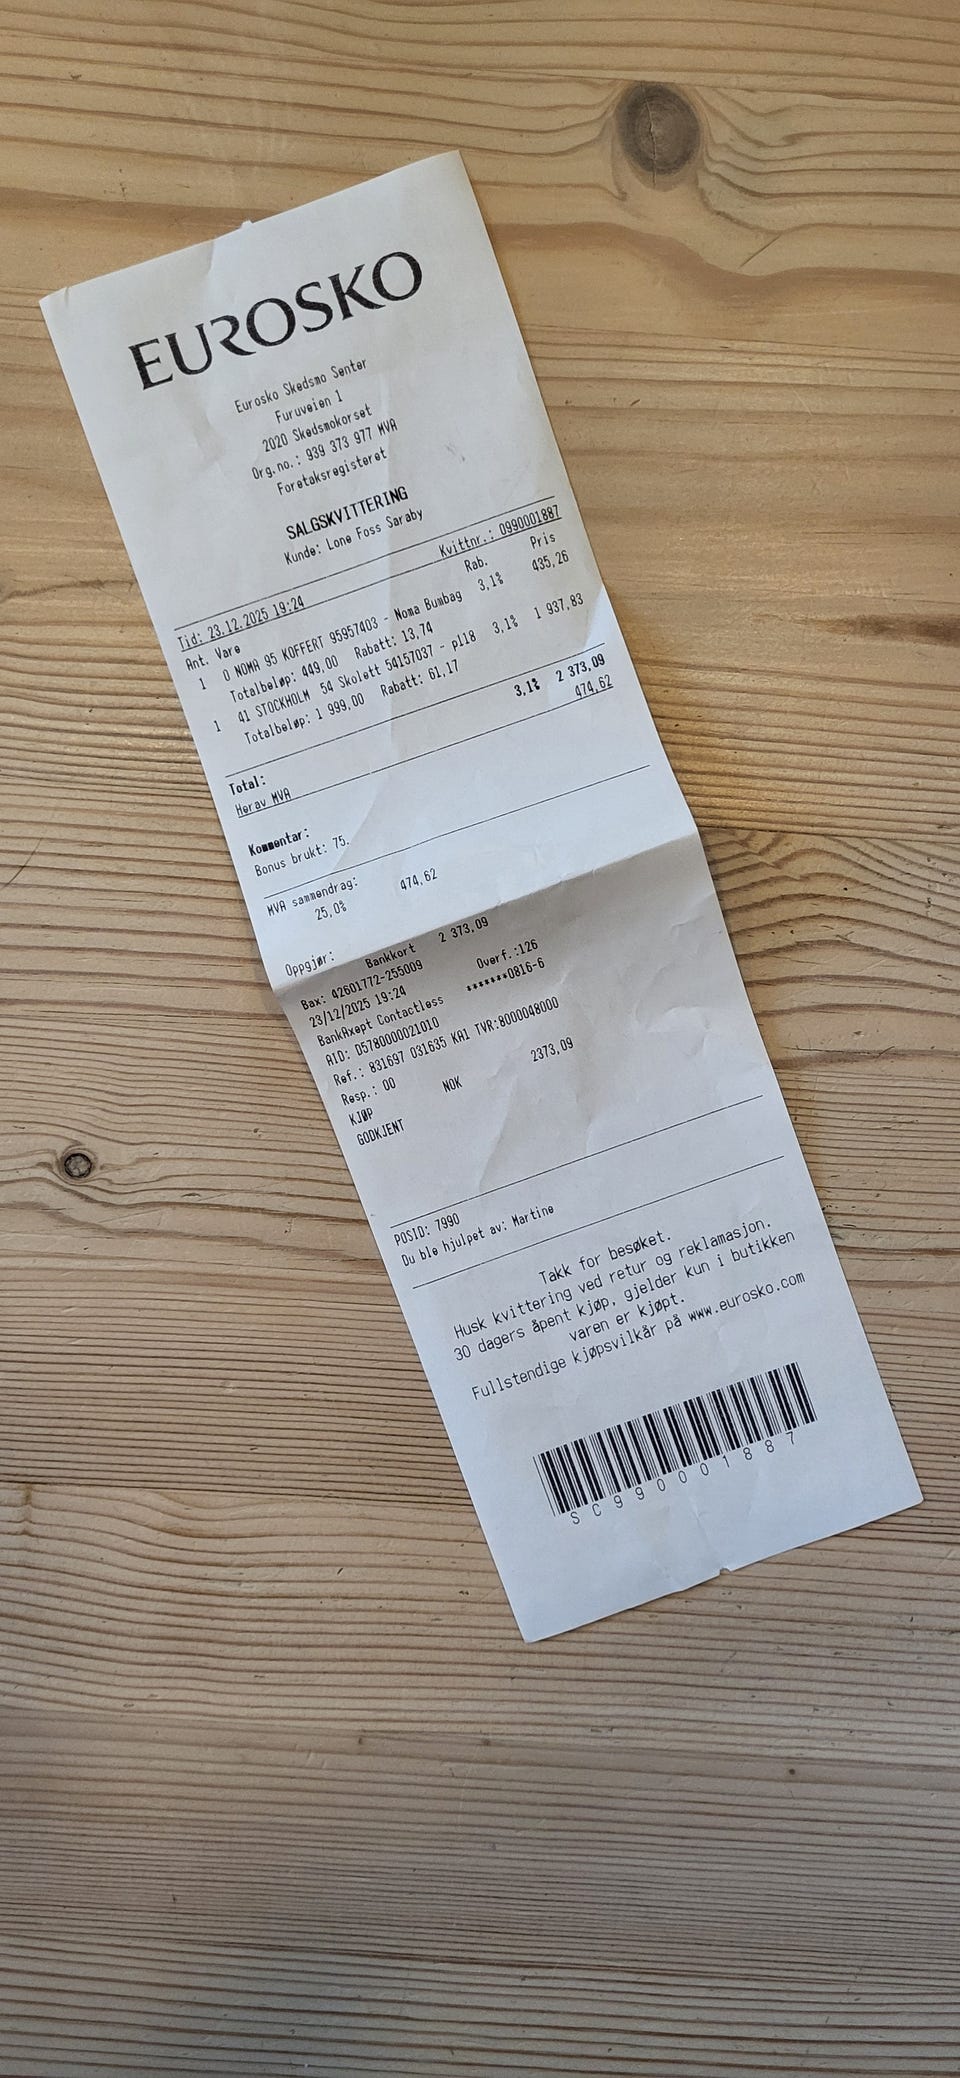 EUROSKO
Eurosko Skedsmo Senter
Furuveien 1
2020 Skedsmokorset
Org.no.: 939 373 977 MVA
Foretaksregisteret
SALGSKVITTERING
Kunde: Lone Foss Saraby
Tid: 23.12.2025 19:24 Kvittnr.: 0990001887
Ant. Vare Rab. Pris
1 0 NOMA 95 KOFFERT 95957403 - Noma Bumbag 3,1% 435,26
Totalbeløp: 449,00 Rabatt: 13,74
1 41 STOCKHOLM 54 Skolett 54157037 - pl18 3,1% 1 937,83
Totalbeløp: 1 999,00 Rabatt: 61,17
Total: 3,1% 2 373,09
Herav MVA 474,62
Kommentar:
Bonus brukt: 75.
MVA sammendrag:
25,0% 474,62
Oppgjør:
Bankkort 2 373,09
Bax: 42601772-255009
23/12/2025 19:24 Overf.:126
BankAxept Contactless *******0816-6
AID: D5780000021010
Ref.: 831697 031635 KA1 TVR:8000048000
Resp.: 00
KJØP NOK 2373,09
GODKJENT
POSID: 7990
Du ble hjulpet av: Martine
Takk for besøket.
Husk kvittering ved retur og reklamasjon.
30 dagers åpent kjøp, gjelder kun i butikken
varen er kjøpt.
Fullstendige kjøpsvilkår på www.eurosko.com
SC990001887